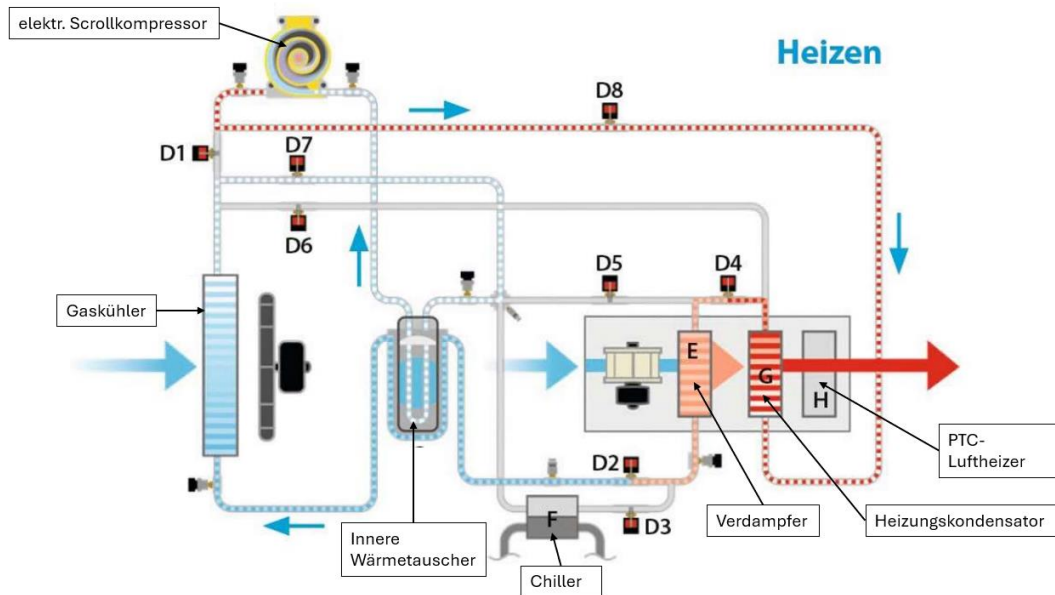 elektr. Scrollkompressor
Heizen
D8
D1
D7
D6
D5
D4
Gaskühler
E
G
H
PTC-
Luftheizer
D2
F
D3
Verdampfer
Heizungskondensator
Innere
Wärmetauscher
Chiller